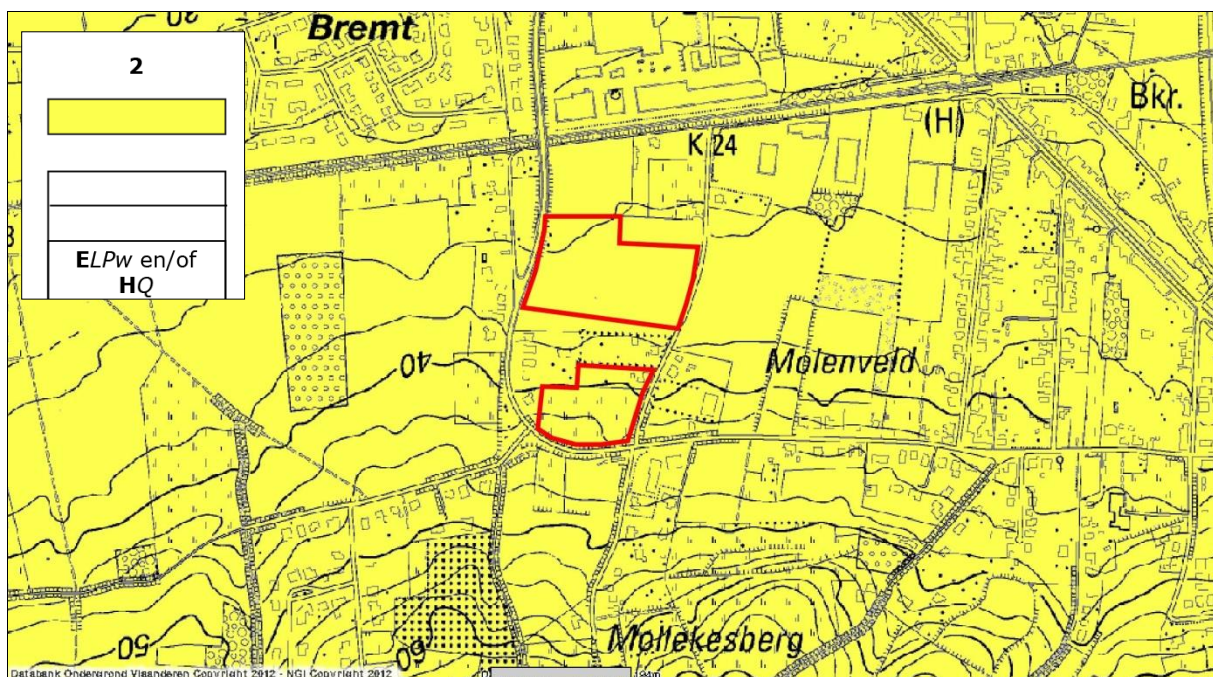 30
Bremt
2
Bkr.
(H)
K 24
ELPw en/of
HQ
40
Molenveld
50
60
Mollekesberg
Databank Ondergrond Vlaanderen Copyright 2012 - NGI Copyright 2012